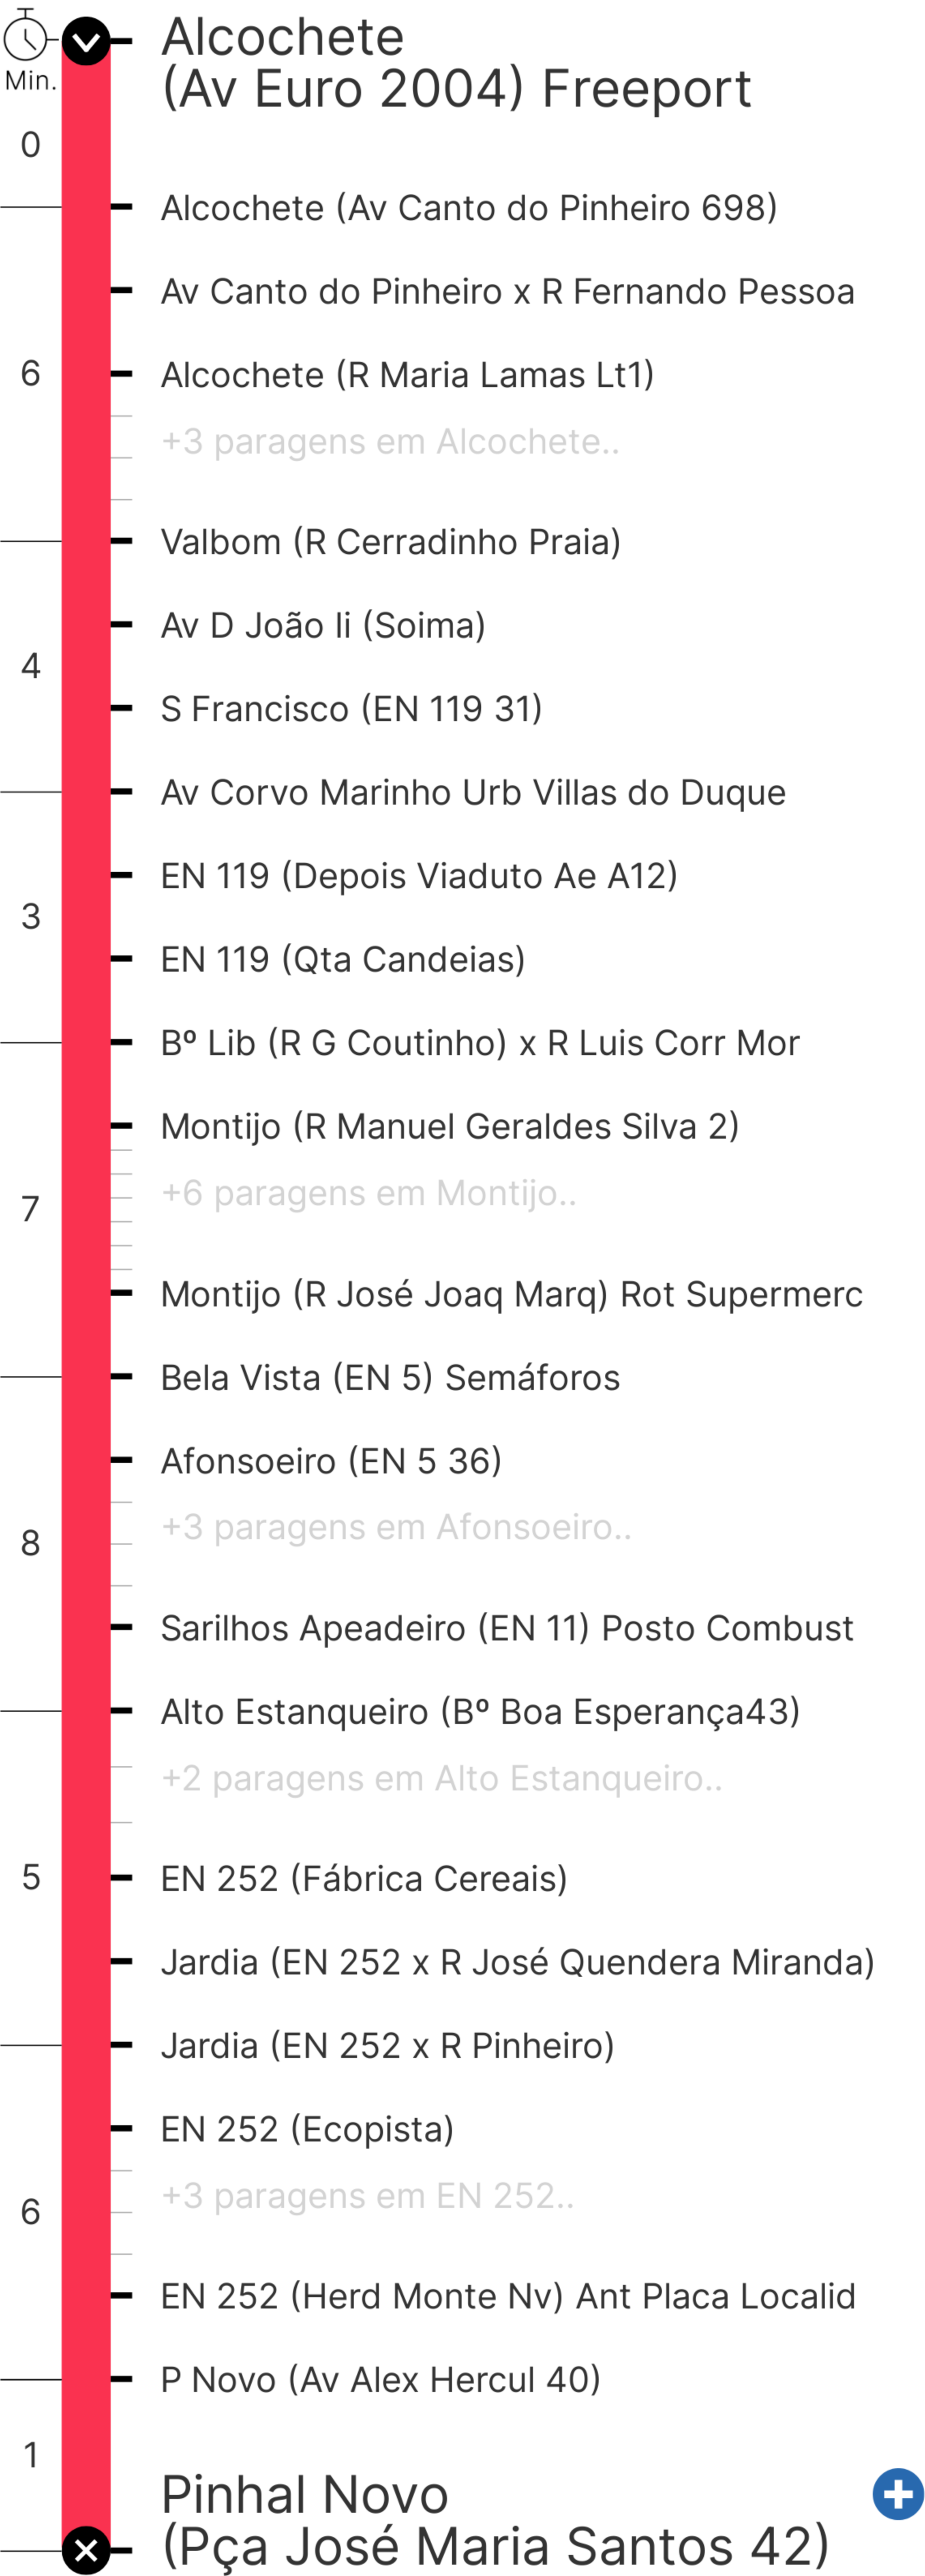 Alcochete
(Av Euro 2004) Freeport
Min.
0
Alcochete (Av Canto do Pinheiro 698)
Av Canto do Pinheiro x R Fernando Pessoa
6
Alcochete (R Maria Lamas Lt1)
+3 paragens em Alcochete..
Valbom (R Cerradinho Praia)
Av D João Ii (Soima)
4
S Francisco (EN 119 31)
Av Corvo Marinho Urb Villas do Duque
EN 119 (Depois Viaduto Ae A12)
3
EN 119 (Qta Candeias)
Bº Lib (R G Coutinho) x R Luis Corr Mor
Montijo (R Manuel Geraldes Silva 2)
+6 paragens em Montijo..
7
Montijo (R José Joaq Marq) Rot Supermerc
Bela Vista (EN 5) Semáforos
Afonsoeiro (EN 5 36)
+3 paragens em Afonsoeiro..
8
Sarilhos Apeadeiro (EN 11) Posto Combust
Alto Estanqueiro (Bº Boa Esperança43)
+2 paragens em Alto Estanqueiro..
5
EN 252 (Fábrica Cereais)
Jardia (EN 252 x R José Quendera Miranda)
Jardia (EN 252 x R Pinheiro)
EN 252 (Ecopista)
+3 paragens em EN 252..
6
EN 252 (Herd Monte Nv) Ant Placa Localid
P Novo (Av Alex Hercul 40)
1
Pinhal Novo
(Pça José Maria Santos 42)